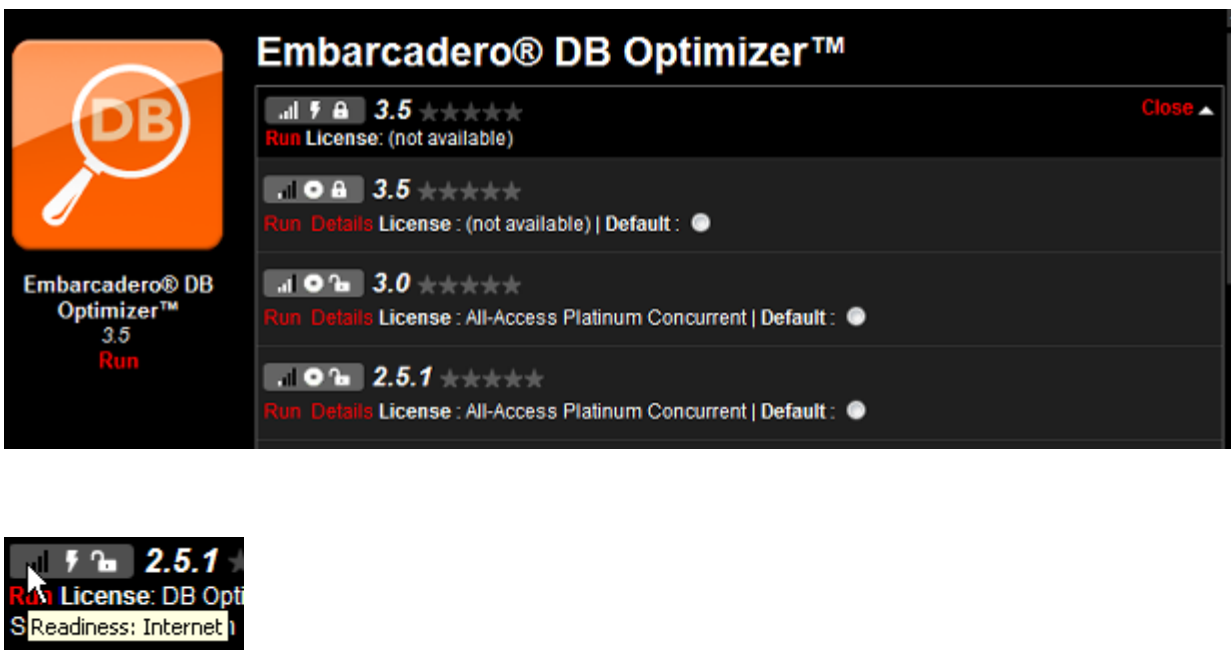 Embarcadero® DB Optimizer™
DB
3.5
Close
Run License: (not available)
3.5
Run Details License : (not available) | Default :
Embarcadero® DB
Optimizer™
3.5
Run
3.0
Run Details License : All-Access Platinum Concurrent | Default :
2.5.1
Run Details License : All-Access Platinum Concurrent | Default :
2.5.1
Run License: DB Opti
S
Readiness: Internet